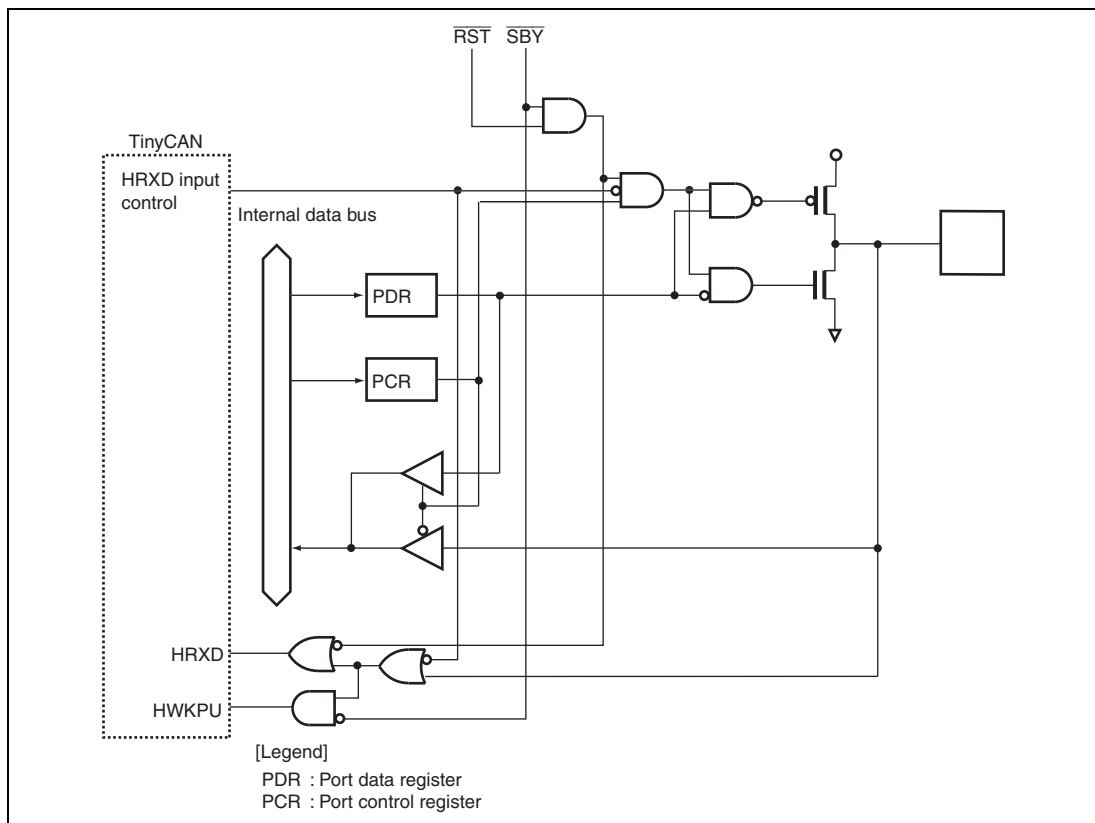 RST SBY
TinyCAN
HRXD input
control
Internal data bus
PDR
PCR
HRXD
HWKPU
[Legend]
PDR : Port data register
PCR : Port control register